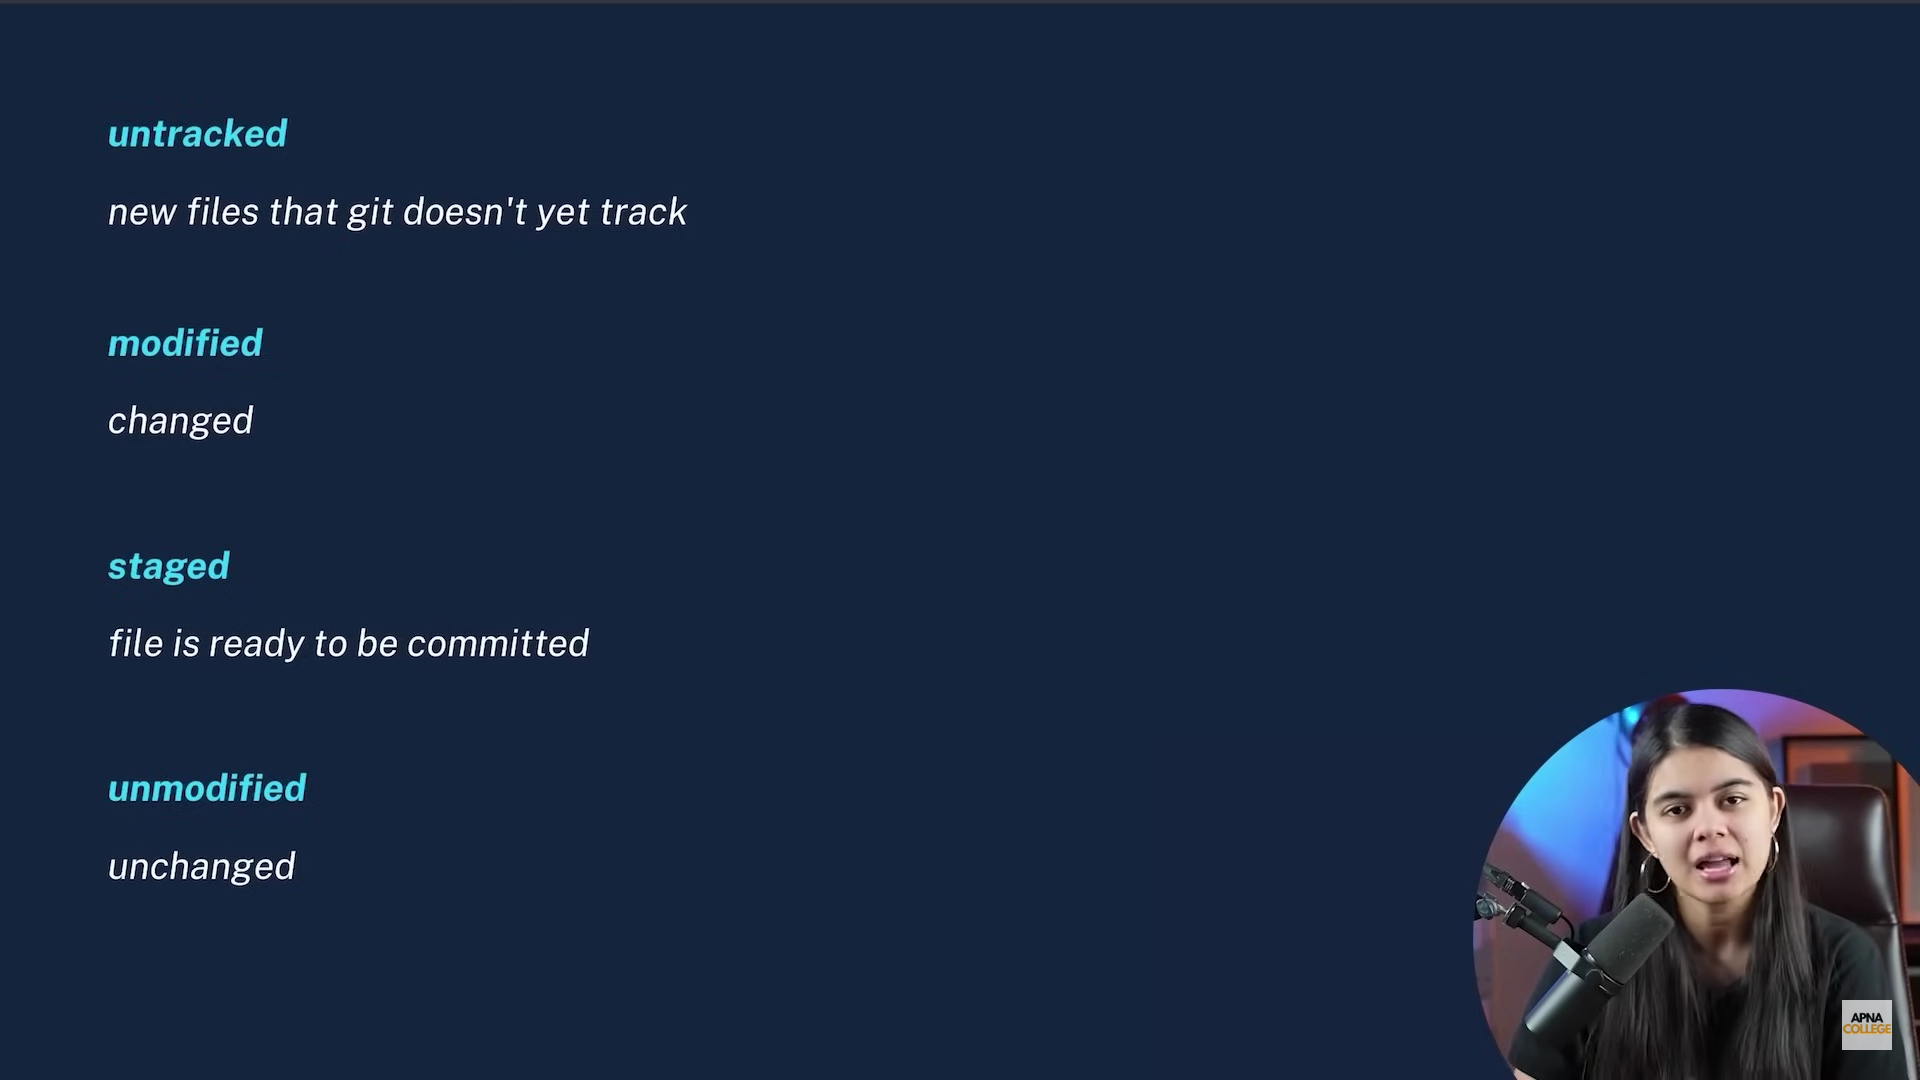 untracked
new files that git doesn't yet track
modified
changed
staged
file is ready to be committed
unmodified
unchanged
APNA
COLLEGE